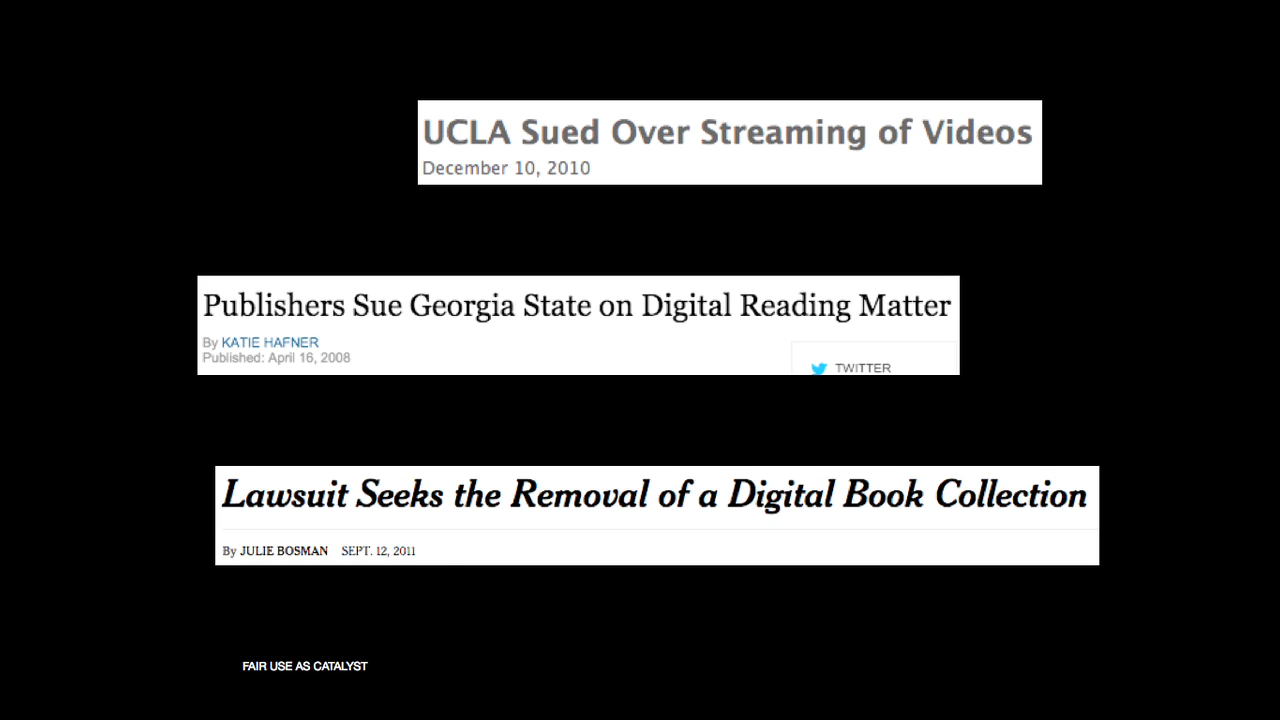 UCLA Sued Over Streaming of Videos
December 10, 2010
Publishers Sue Georgia State on Digital Reading Matter
By KATIE HAFNER
Published: April 16, 2008
TWITTER
Lawsuit Seeks the Removal of a Digital Book Collection
By JULIE BOSMAN SEPT. 12, 2011
FAIR USE AS CATALYST